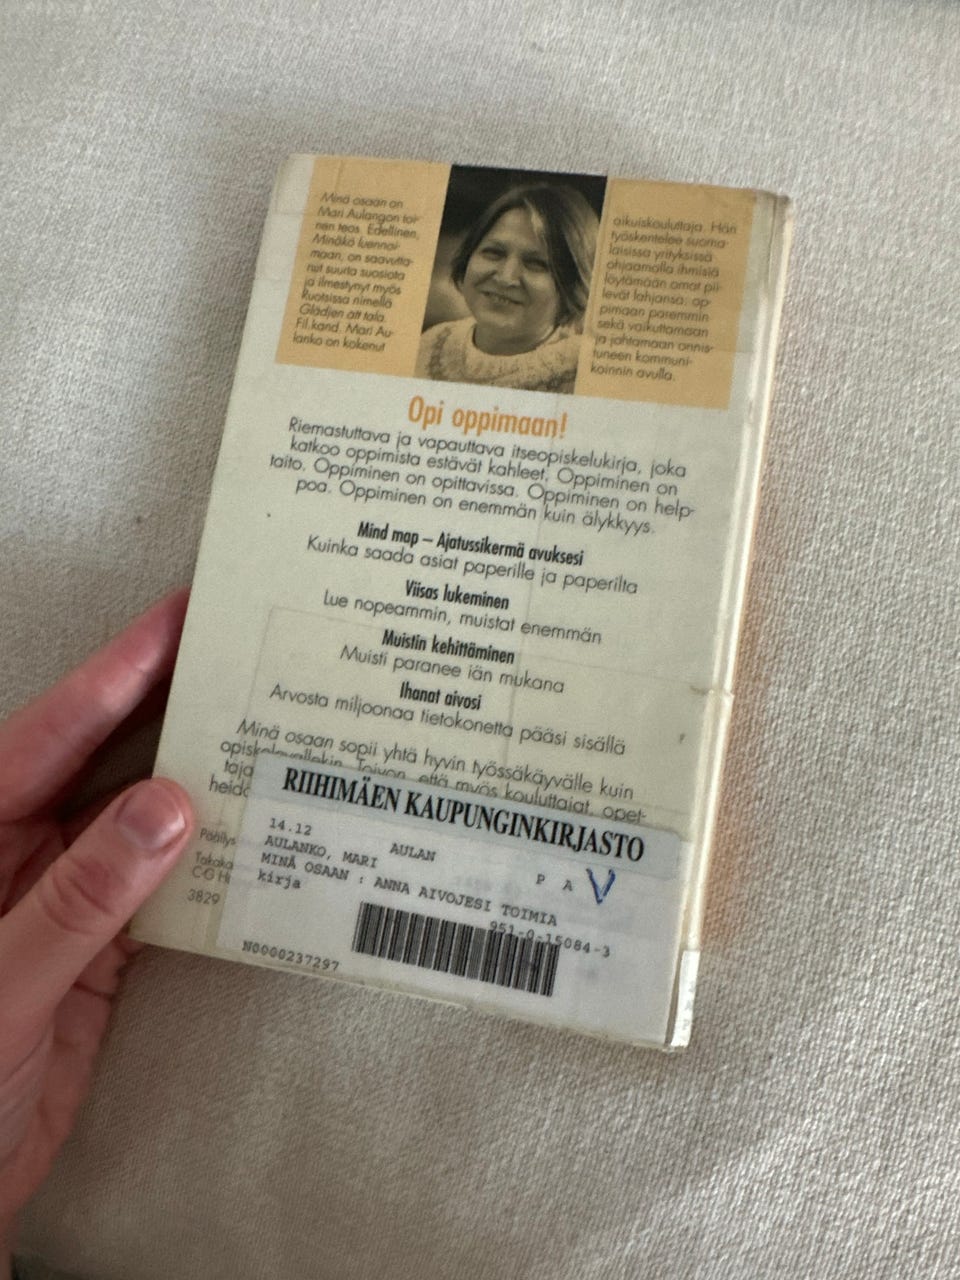 Minä osaan on
Mari Aulangon toi-
nen teos. Edellinen,
Minäkö luennoi-
maan, on saavutta-
nut suurta suosiota
ja ilmestynyt myös
Ruotsissa nimellä
Glädjen att tala.
Fil.kand. Mari Au-
lanko on kokenut
aikuiskouluttaja. Hän
työskentelee suoma-
laisissa yrityksissä
ohjaamalla ihmisiä
löytämään omat pii-
levät lahjansa, op-
pimaan paremmin
sekä vaikuttamaan
ja johtamaan onnis-
tuneen kommuni-
koinnin avulla.
Opi oppimaan!
Riemastuttava ja vapauttava itseopiskelukirja, joka
katkoo oppimista estävät kahleet. Oppiminen on
taito. Oppiminen on opittavissa. Oppiminen on help-
poa. Oppiminen on enemmän kuin älykkyys.
Mind map – Ajatussikermä avuksesi
Kuinka saada asiat paperille ja paperilta
Viisas lukeminen
Lue nopeammin, muistat enemmän
Muistin kehittäminen
Muisti paranee iän mukana
Ihanat aivosi
Arvosta miljoonaa tietokonetta pääsi sisällä
Minä osaan sopii yhtä hyvin työssäkäyvälle kuin
opiskelevallekin. Toivon, että myös kouluttajat, opet-
taja
heidä
Päällys
Takaka
C-G H
3829
RIIHIMÄEN KAUPUNGINKIRJASTO
14.12 AULAN
AULANKO, MARI P A V
MINÄ OSAAN : ANNA AIVOJESI TOIMIA
kirja 951-0-15084-3
N0000237297